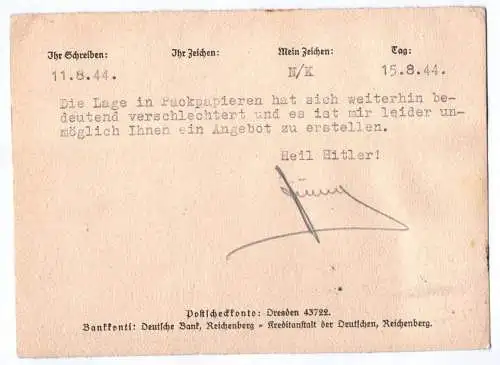 Ihr Schreiben: Ihr Zeichen: Mein Zeichen: Tag:
11.8.44. N/K 15.8.44.
Die Lage in Packpapieren hat sich weiterhin be-
deutend verschlechtert und es ist mir leider un-
möglich Ihnen ein Angebot zu erstellen.
Heil Hitler!
Postscheckkonto: Dresden 43722.
Bankkonti: Deutsche Bank, Reichenberg - Kreditanstalt der Deutschen, Reichenberg.